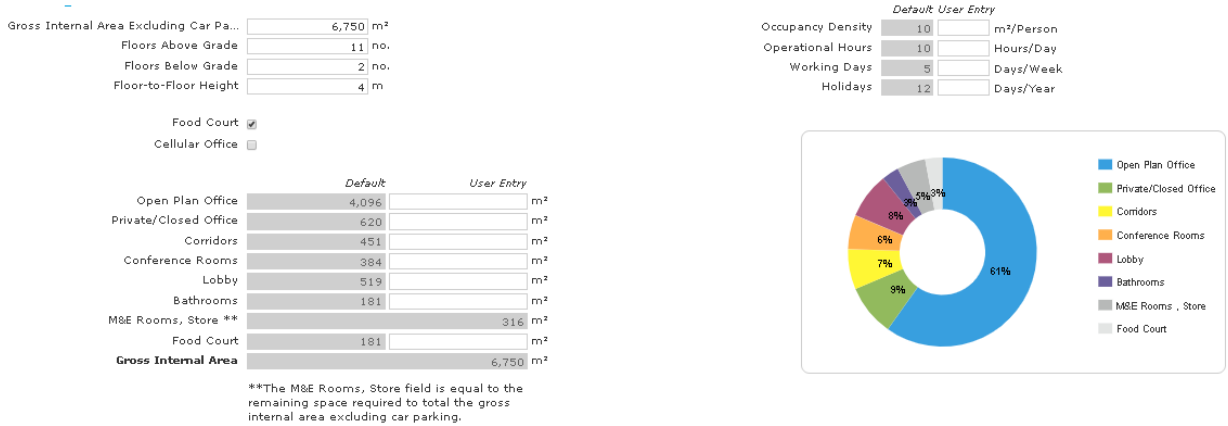 Gross Internal Area Excluding Car Pa... 6,750 m²
Floors Above Grade 11 no.
Floors Below Grade 2 no.
Floor-to-Floor Height 4 m
Food Court
Cellular Office
Default User Entry
Open Plan Office 4,096 m²
Private/Closed Office 620 m²
Corridors 451 m²
Conference Rooms 384 m²
Lobby 519 m²
Bathrooms 181 m²
M&E Rooms, Store ** 316 m²
Food Court 181 m²
Gross Internal Area 6,750 m²
**The M&E Rooms, Store field is equal to the
remaining space required to total the gross
internal area excluding car parking.
Default User Entry
Occupancy Density 10 m²/Person
Operational Hours 10 Hours/Day
Working Days 5 Days/Week
Holidays 12 Days/Year
61%
9%
7%
6%
8%
3%
5%
3%
Open Plan Office
Private/Closed Office
Corridors
Conference Rooms
Lobby
Bathrooms
M&E Rooms , Store
Food Court